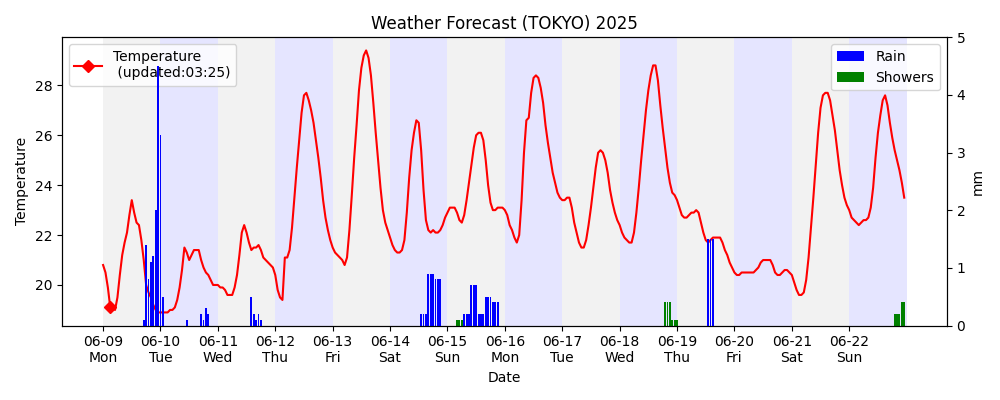 Weather Forecast (TOKYO) 2025
Temperature
(updated:03:25)
Rain
Showers
Temperature
28
26
24
22
20
5
4
3
2
1
0
mm
06-09 06-10 06-11 06-12 06-13 06-14 06-15 06-16 06-17 06-18 06-19 06-20 06-21 06-22
Mon Tue Wed Thu Fri Sat Sun Mon Tue Wed Thu Fri Sat Sun
Date